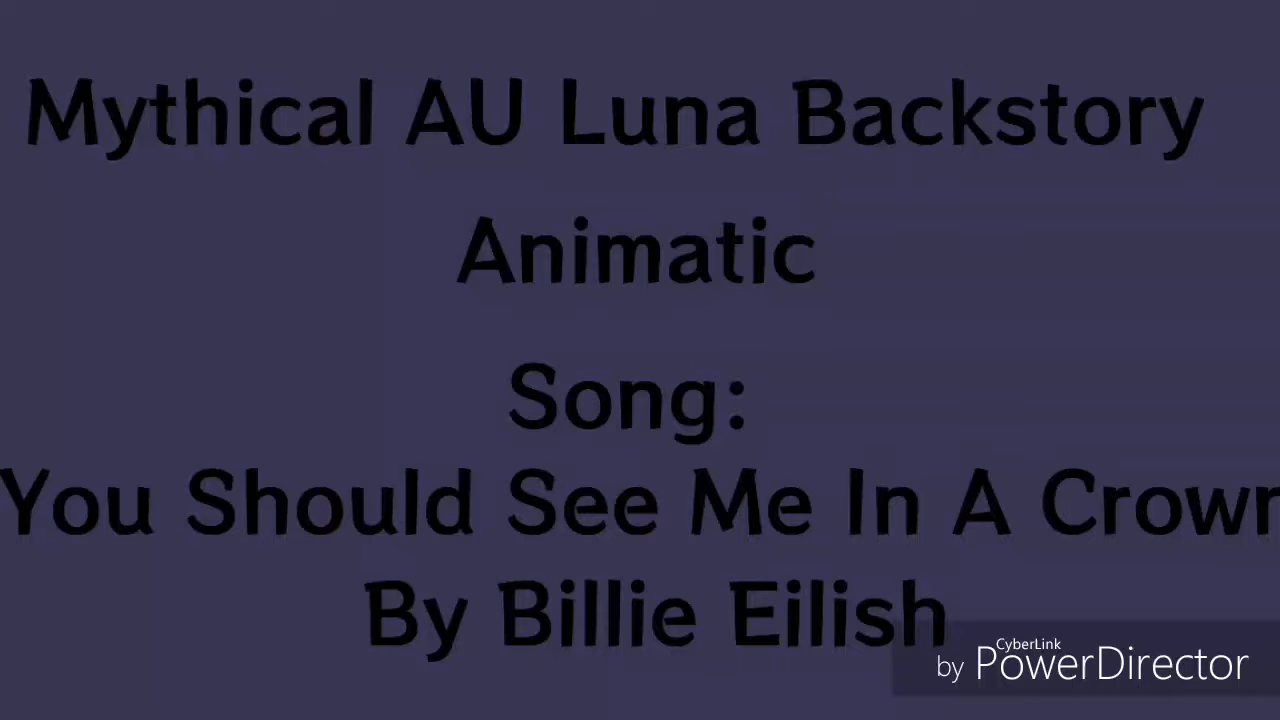 Mythical AU Luna Backstory
Animatic
Song:
You Should See Me In A Crown
By Billie Eilish
CyberLink
by PowerDirector